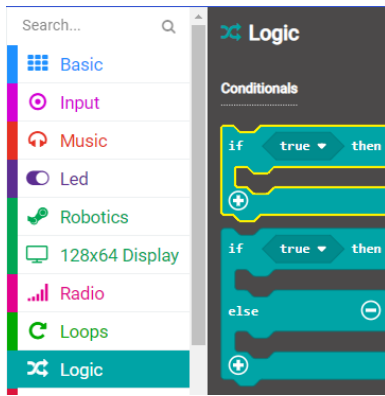 Search...
Basic
Input
Music
Led
Robotics
128x64 Display
Radio
Loops
Logic
Logic
Conditionals
if true then
if true then
else